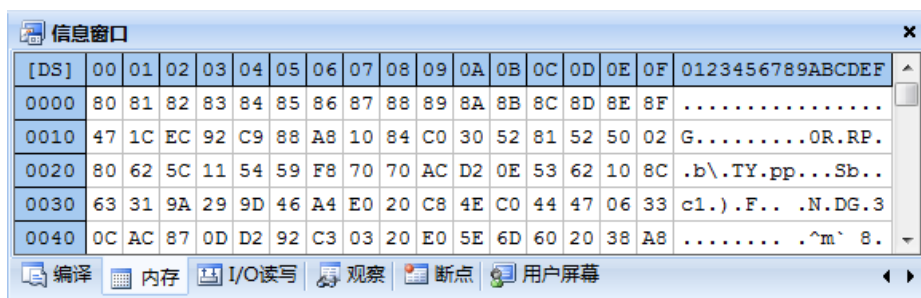 信息窗口
[DS] 00 01 02 03 04 05 06 07 08 09 0A 0B 0C 0D 0E 0F 0123456789ABCDEF
0000 80 81 82 83 84 85 86 87 88 89 8A 8B 8C 8D 8E 8F ................
0010 47 1C EC 92 C9 88 A8 10 84 C0 30 52 81 52 50 02 G.........0R.RP.
0020 80 62 5C 11 54 59 F8 70 70 AC D2 0E 53 62 10 8C .b\.TY.pp...Sb..
0030 63 31 9A 29 9D 46 A4 E0 20 C8 4E C0 44 47 06 33 c1.).F.. .N.DG.3
0040 0C AC 87 0D D2 92 C3 03 20 E0 5E 6D 60 20 38 A8 ........ .^m` 8.
编译 内存 I/O读写 观察 断点 用户屏幕